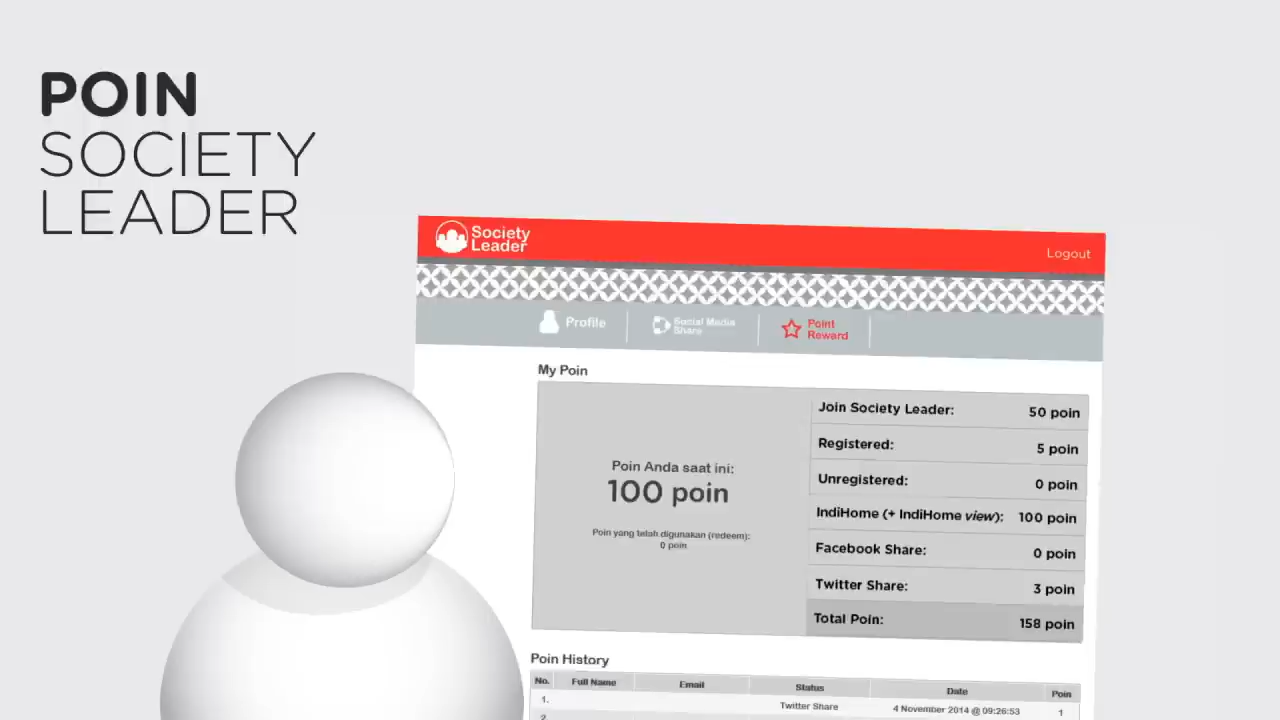 POIN
SOCIETY
LEADER
Society
Leader
Logout
Profile
Social Media
Share
Point
Reward
My Poin
Poin Anda saat ini:
100 poin
Poin yang telah digunakan (redeem):
0 poin
Join Society Leader: 50 poin
Registered: 5 poin
Unregistered: 0 poin
IndiHome (+ IndiHome view): 100 poin
Facebook Share: 0 poin
Twitter Share: 3 poin
Total Poin: 158 poin
Poin History
No. Full Name Email Status Date Poin
1. Twitter Share 4 November 2014 @ 09:26:53 1
2.